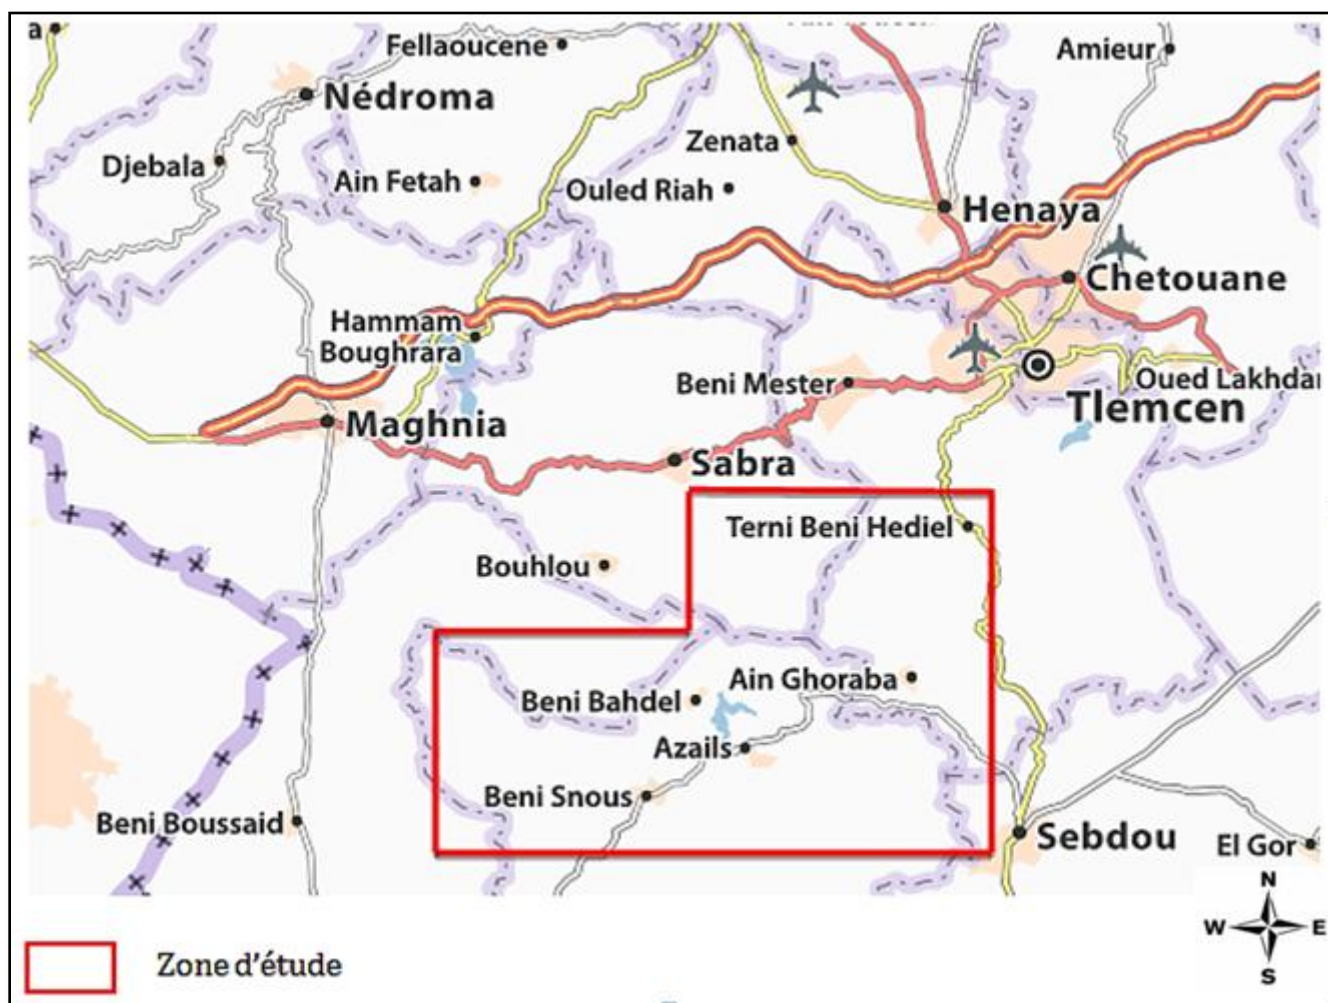 a
Fellaoucene
Amieur
Nédroma
Zenata
Djebala
Ain Fetah
Ouled Riah
Henaya
Chetouane
Hammam
Boughrara
Beni Mester
Oued Lakhdar
Tlemcen
Maghnia
Sabra
Terni Beni Hediel
Bouhlou
Ain Ghoraba
Beni Bahdel
Azails
Beni Snous
Beni Boussaid
Sebdou
El Gor
N
W E
S
Zone d'étude